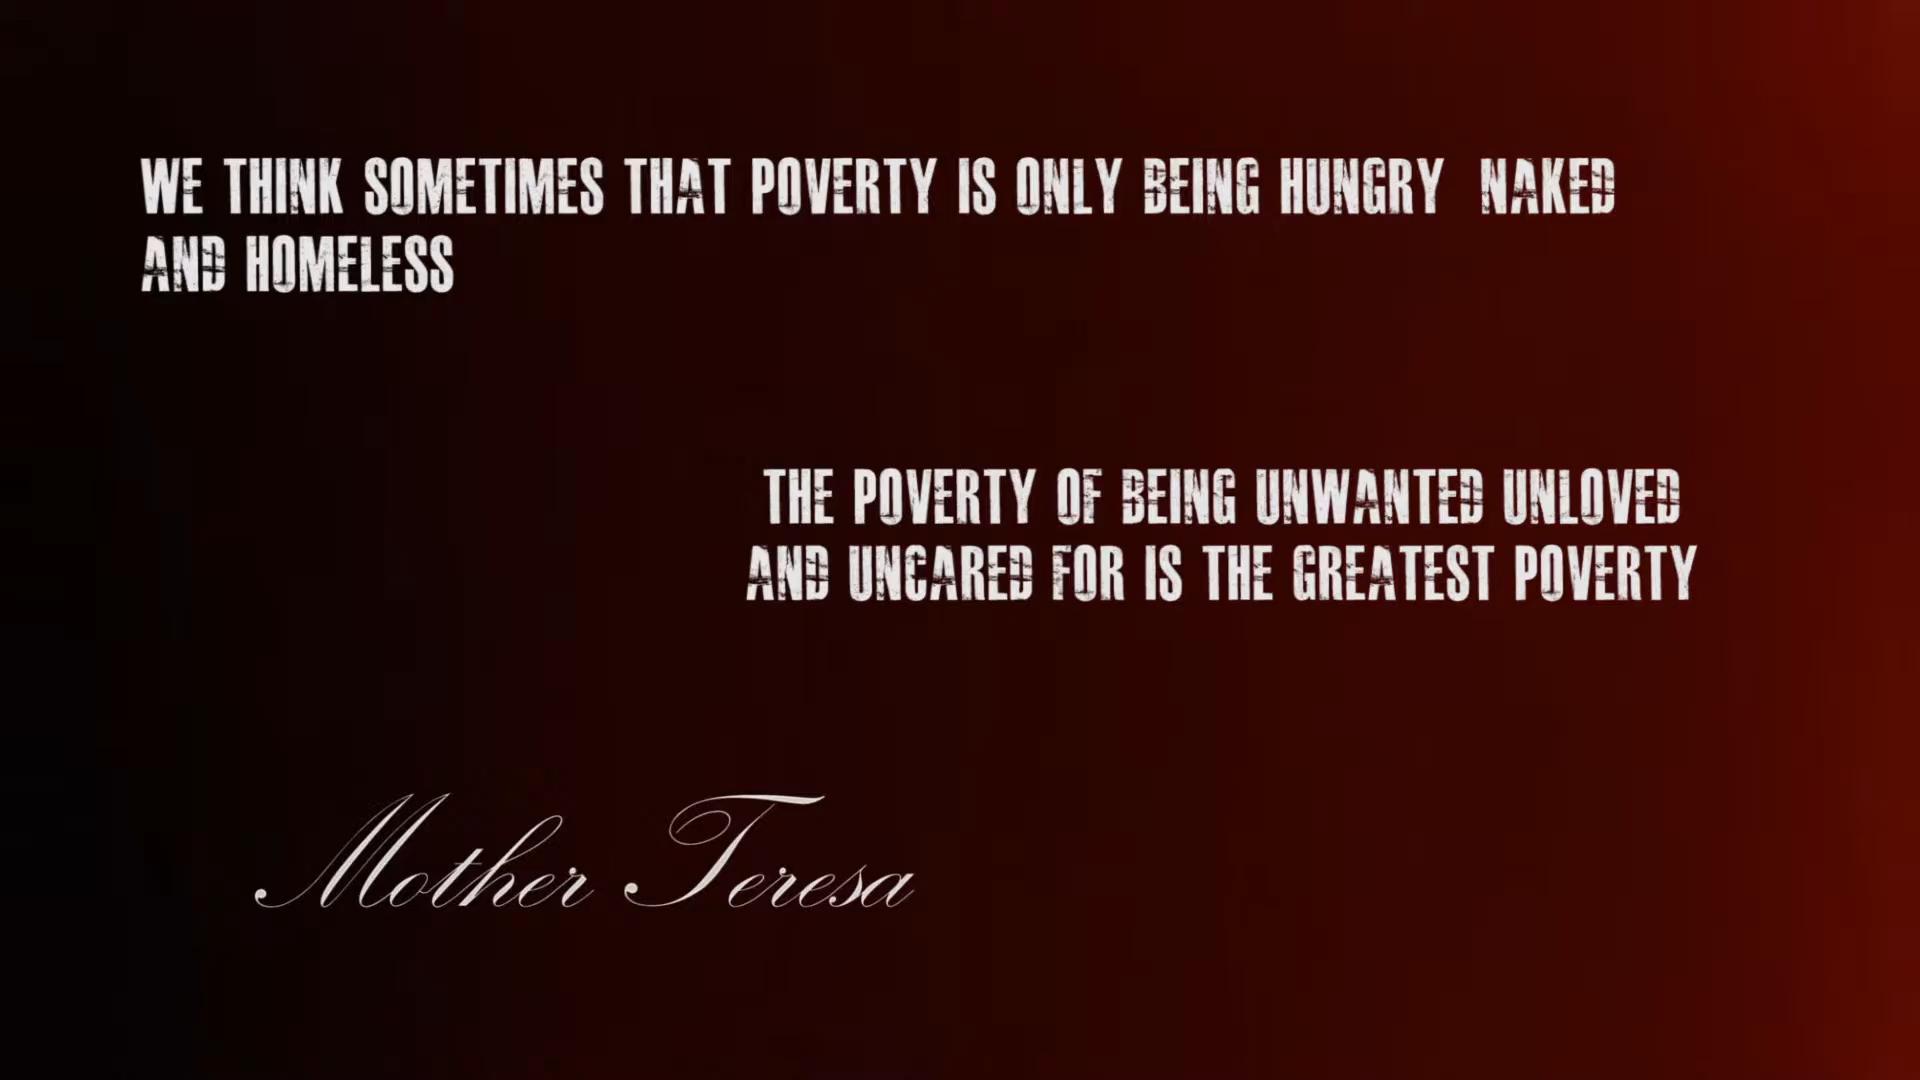 WE THINK SOMETIMES THAT POVERTY IS ONLY BEING HUNGRY  NAKED
AND HOMELESS
THE POVERTY OF BEING UNWANTED UNLOVED
AND UNCARED FOR IS THE GREATEST POVERTY
Mother Teresa